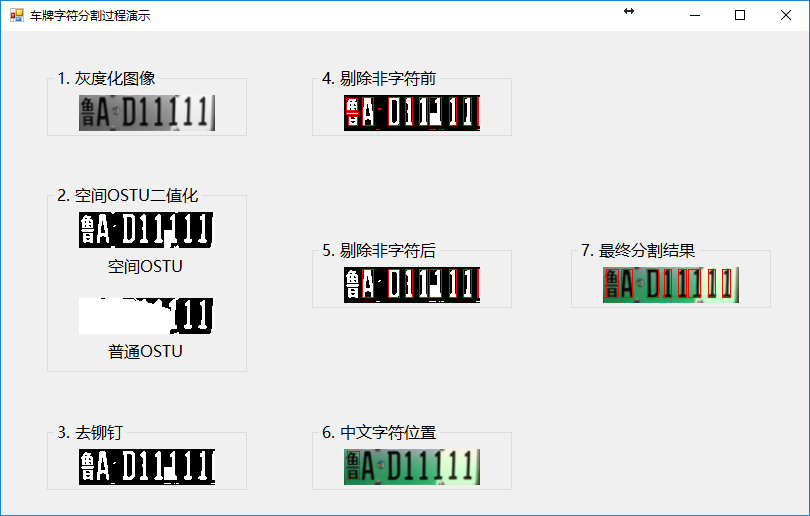 车牌字符分割过程演示
1. 灰度化图像
鲁A·D11111
2. 空间OSTU二值化
鲁A·D11111
空间OSTU
111
普通OSTU
3. 去铆钉
鲁A D11111
4. 剔除非字符前
鲁A·D11111
5. 剔除非字符后
鲁A·D11111
6. 中文字符位置
鲁A·D11111
7. 最终分割结果
鲁A·D11111